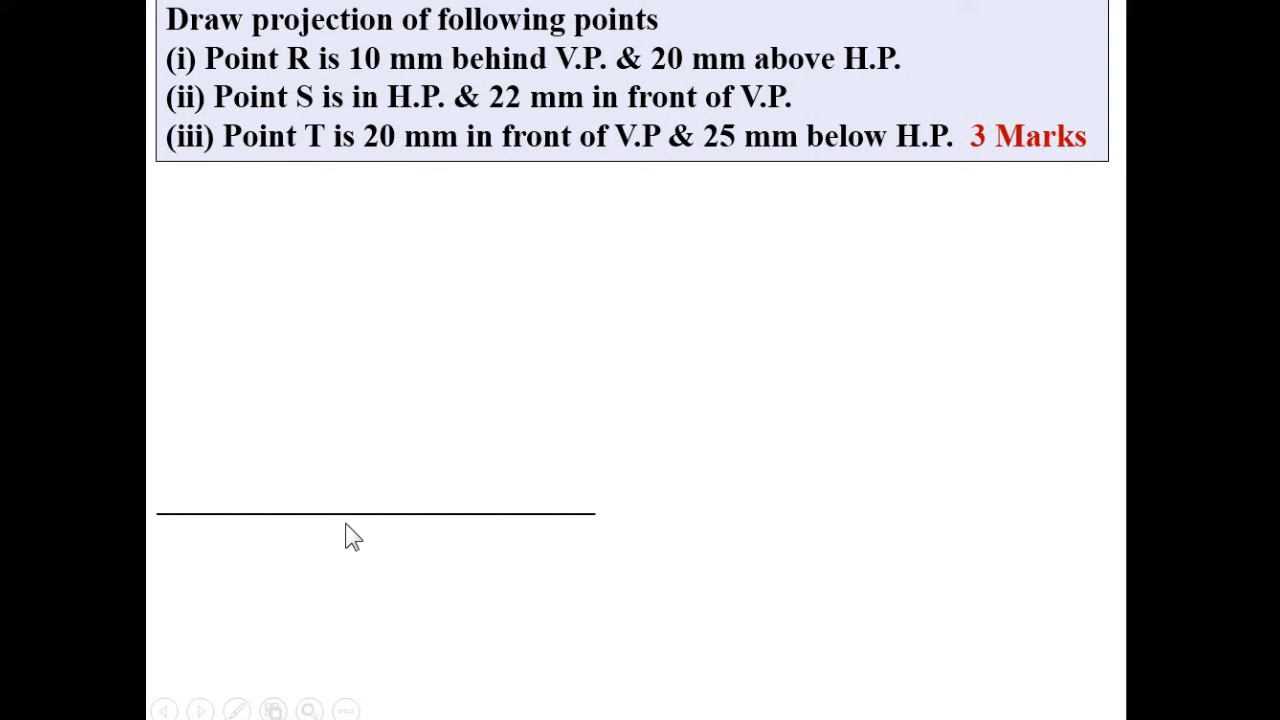 Draw projection of following points
(i) Point R is 10 mm behind V.P. & 20 mm above H.P.
(ii) Point S is in H.P. & 22 mm in front of V.P.
(iii) Point T is 20 mm in front of V.P & 25 mm below H.P. 3 Marks